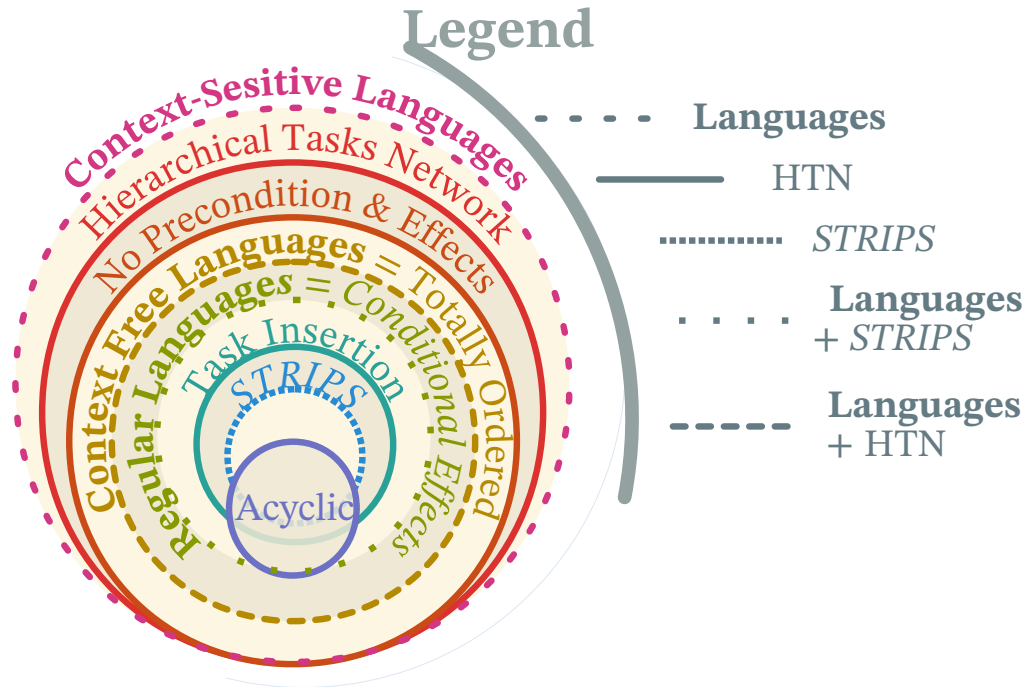 Legend
Languages
HTN
STRIPS
Languages
+ STRIPS
Languages
+ HTN
Context-Sesitive Languages
Hierarchical Tasks Network
No Precondition & Effects
Context Free Languages = Totally Ordered
Regular Languages = Conditional Effects
Task Insertion
STRIPS
Acyclic